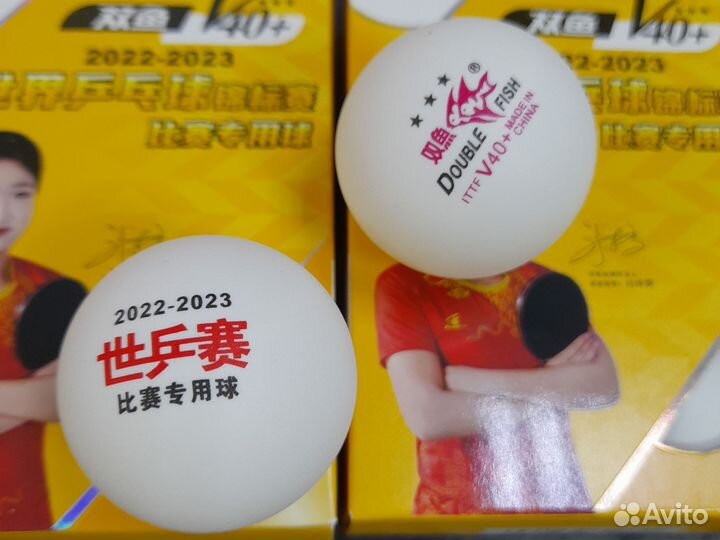 双鱼
V40+
2022-2023
世界乒乓球锦标赛
比赛专用球
双鱼
V40+
2022-2023
乒乓球锦标
比赛专用球
★★★
双鱼
DOUBLE FISH
®
ITTF V40+ MADE IN
CHINA
2022-2023
世乒赛
比赛专用球
Avito